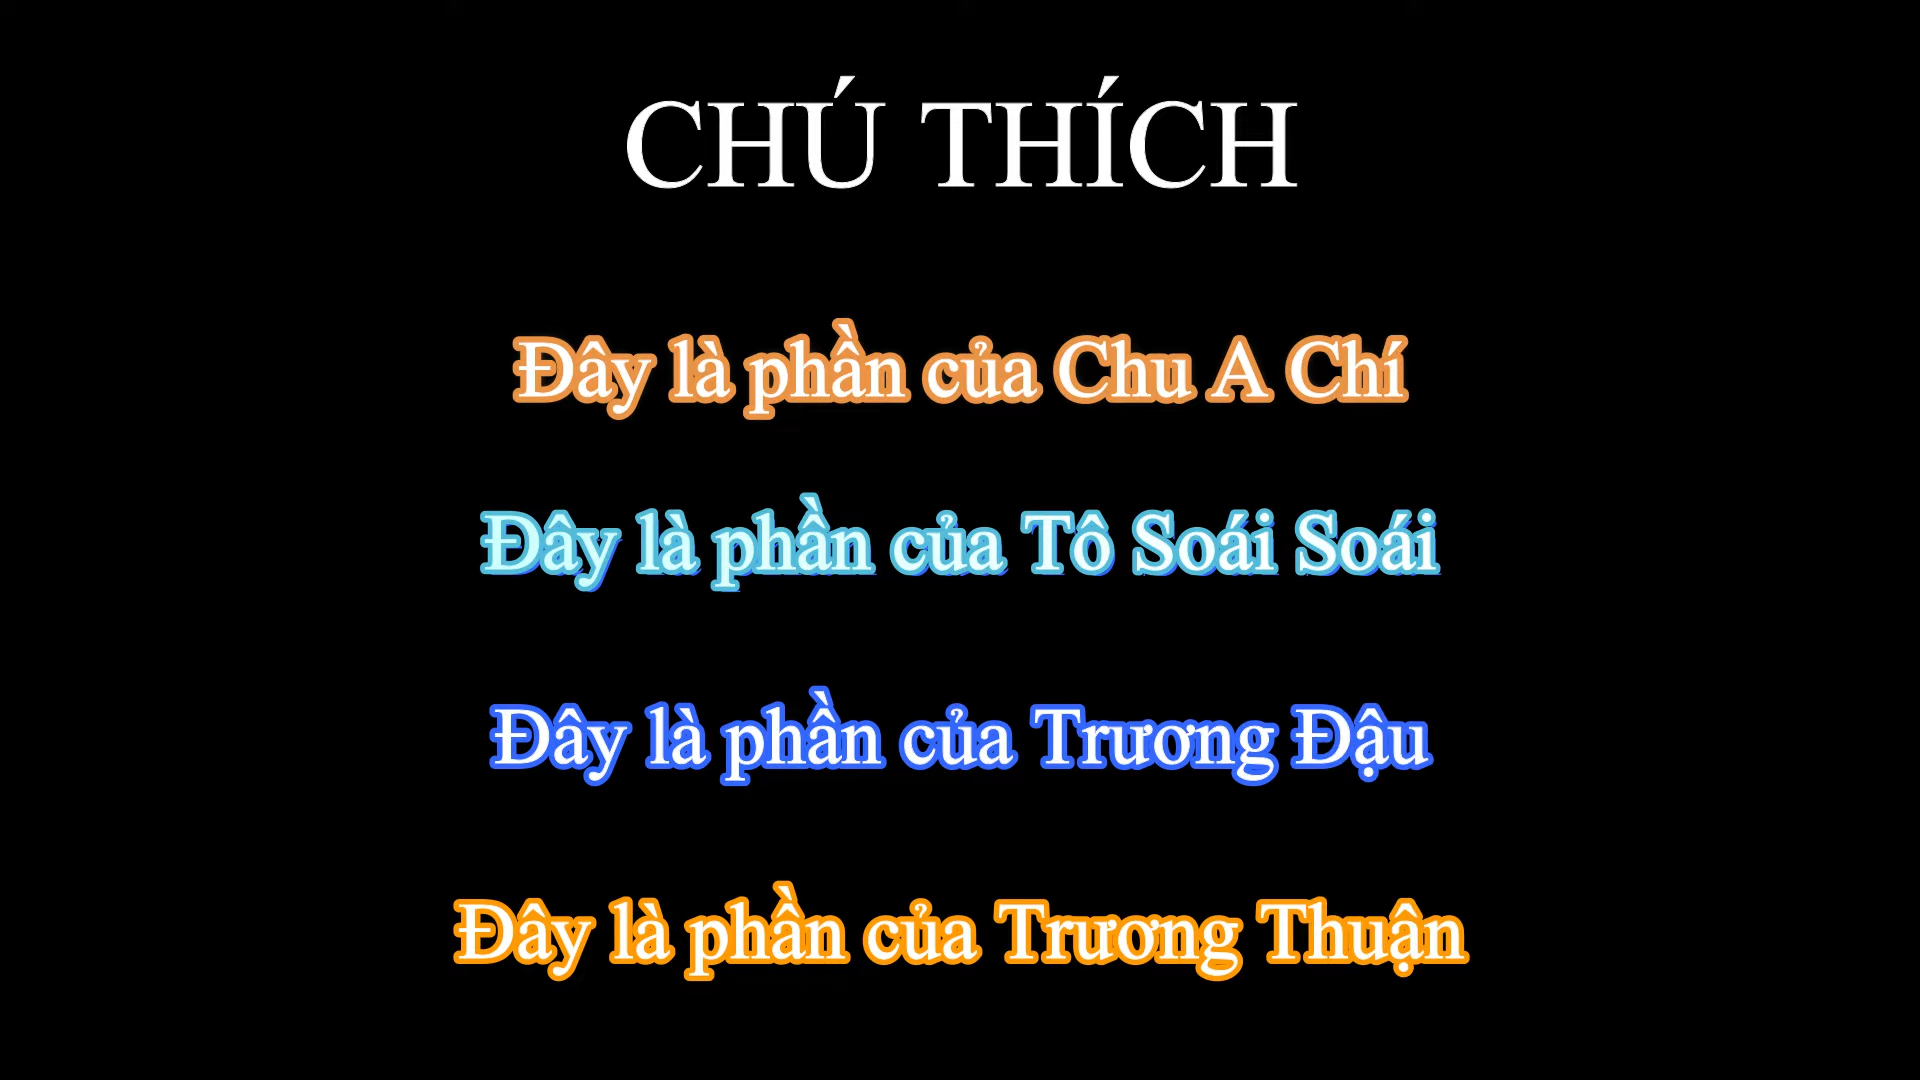 CHÚ THÍCH
Đây là phần của Chu A Chí
Đây là phần của Tô Soái Soái
Đây là phần của Trương Đậu
Đây là phần của Trương Thuận